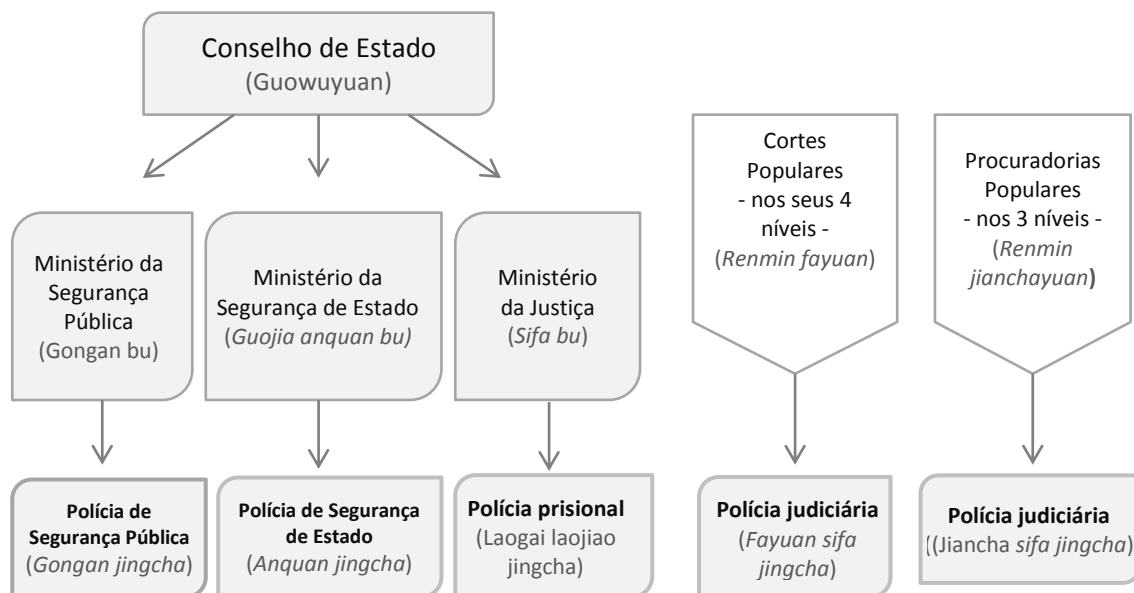 Conselho de Estado
(Guowuyuan)
Ministério da
Segurança
Pública
(Gongan bu)
Ministério da
Segurança de Estado
(Guojia anquan bu)
Ministério
da Justiça
(Sifa bu)
Cortes
Populares
- nos seus 4
níveis -
(Renmin fayuan)
Procuradorias
Populares
- nos 3 níveis -
(Renmin
jianchayuan)
Polícia de
Segurança Pública
(Gongan jingcha)
Polícia de Segurança
de Estado
(Anquan jingcha)
Polícia prisional
(Laogai laojiao
jingcha)
Polícia judiciária
(Fayuan sifa
jingcha)
Polícia judiciária
((Jiancha sifa jingcha)